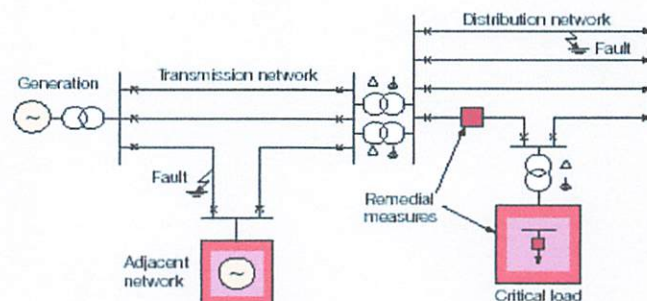 Distribution network
Fault
Generation
Transmission network
Fault
Remedial
measures
Adjacent
network
Critical load